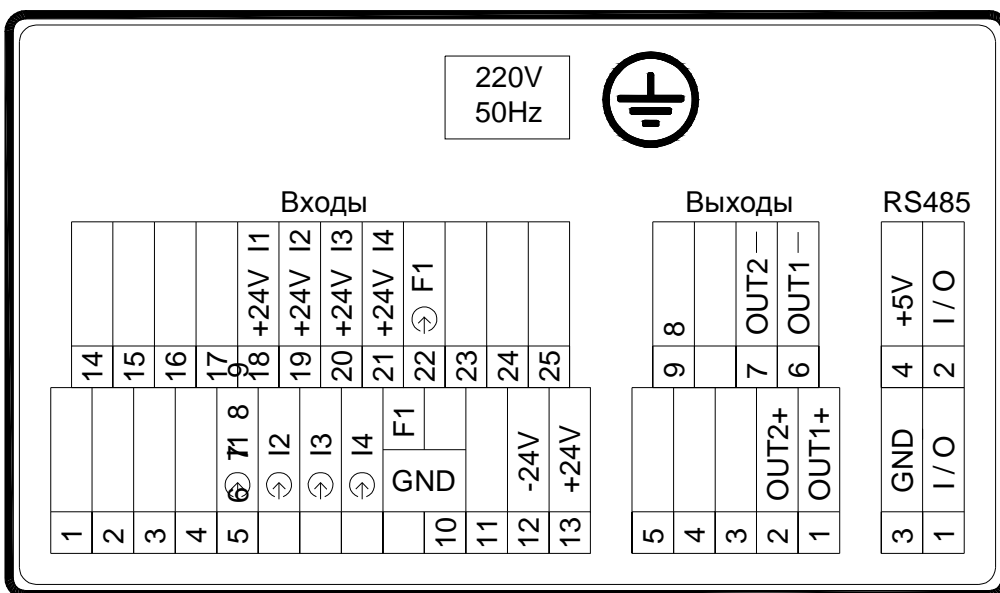 220V
50Hz
Входы
Выходы
RS485
+24V I1
+24V I2
+24V I3
+24V I4
F1
8
OUT2 —
OUT1 —
+5V
I / O
14
15
16
17
9
18
19
20
21
22
23
24
25
9
7
6
4
2
8
I2
I3
I4
F1
GND
-24V
+24V
OUT2+
OUT1+
GND
I / O
1
2
3
4
5
10
11
12
13
5
4
3
2
1
3
1